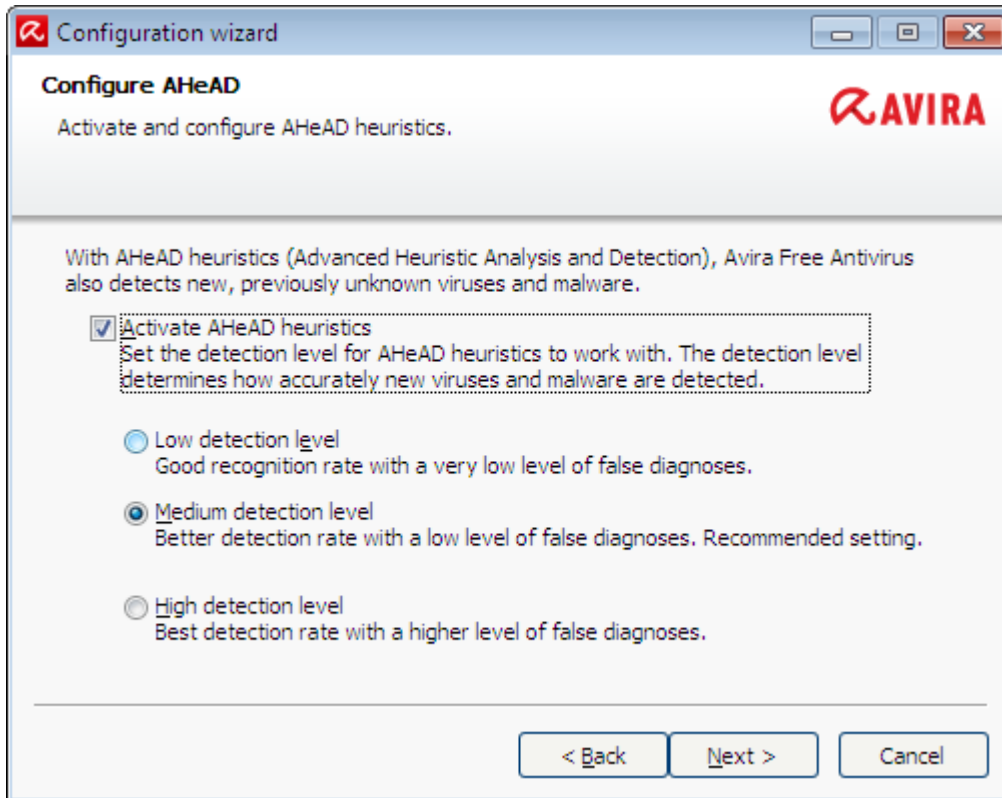 Configuration wizard
Configure AHeAD
Activate and configure AHeAD heuristics.
AVIRA
With AHeAD heuristics (Advanced Heuristic Analysis and Detection), Avira Free Antivirus
also detects new, previously unknown viruses and malware.
Activate AHeAD heuristics
Set the detection level for AHeAD heuristics to work with. The detection level
determines how accurately new viruses and malware are detected.
Low detection level
Good recognition rate with a very low level of false diagnoses.
Medium detection level
Better detection rate with a low level of false diagnoses. Recommended setting.
High detection level
Best detection rate with a higher level of false diagnoses.
< Back
Next >
Cancel